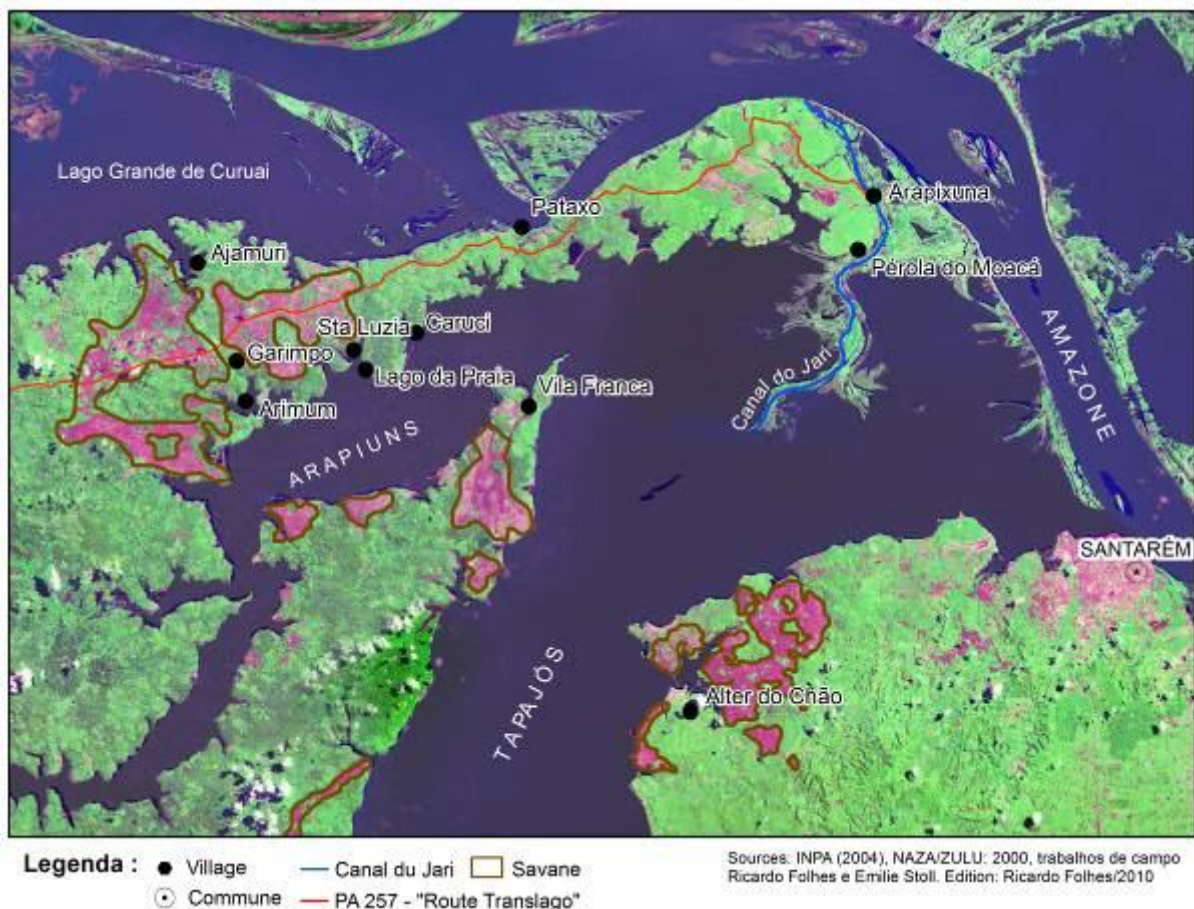 Lago Grande de Curuai
Pataxo
Arapixuna
Ajamuri
Pérola do Moacá
Sta Luzia
Caruci
Garimpo
Lago da Praia
Vila Franca
Canal do Jari
AMAZONE
Arimum
ARAPIUNS
SANTARÉM
TAPAJÓS
Alter do Chão
Legenda :
Village
Canal du Jari
Savane
Commune
PA 257 - "Route Translago"
Sources: INPA (2004), NAZA/ZULU: 2000, trabalhos de campo
Ricardo Folhes e Emilie Stoll. Edition: Ricardo Folhes/2010